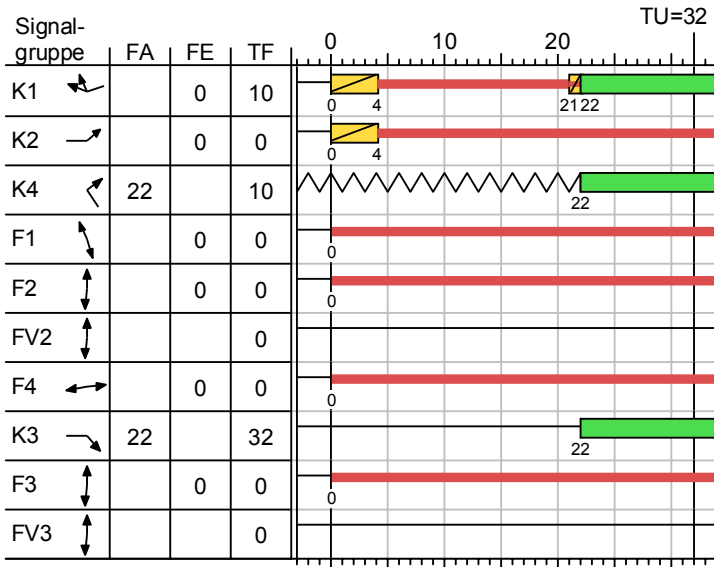 TU=32
Signal-
gruppe FA FE TF 0 10 20
K1 0 10
0 4 21 22
K2 0 0
0 4
K4 22 10
22
F1 0 0
0
F2 0 0
0
FV2 0
F4 0 0
0
K3 22 32
22
F3 0 0
0
FV3 0